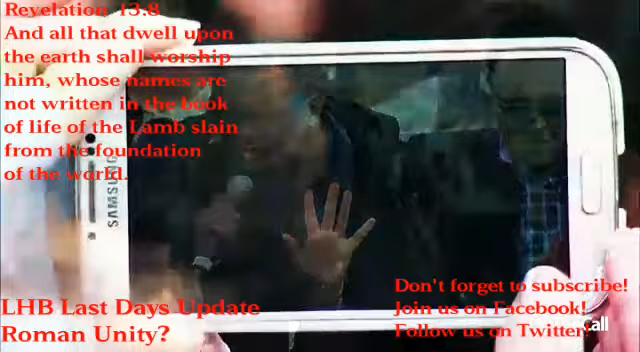 Revelation 13:8
And all that dwell upon
the earth shall worship
him, whose names are
not written in the book
of life of the Lamb slain
from the foundation
of the world.
SAMSUNG
LHB Last Days Update
Roman Unity?
Don't forget to subscribe!
Join us on Facebook!
Follow us on Twitter!
Call